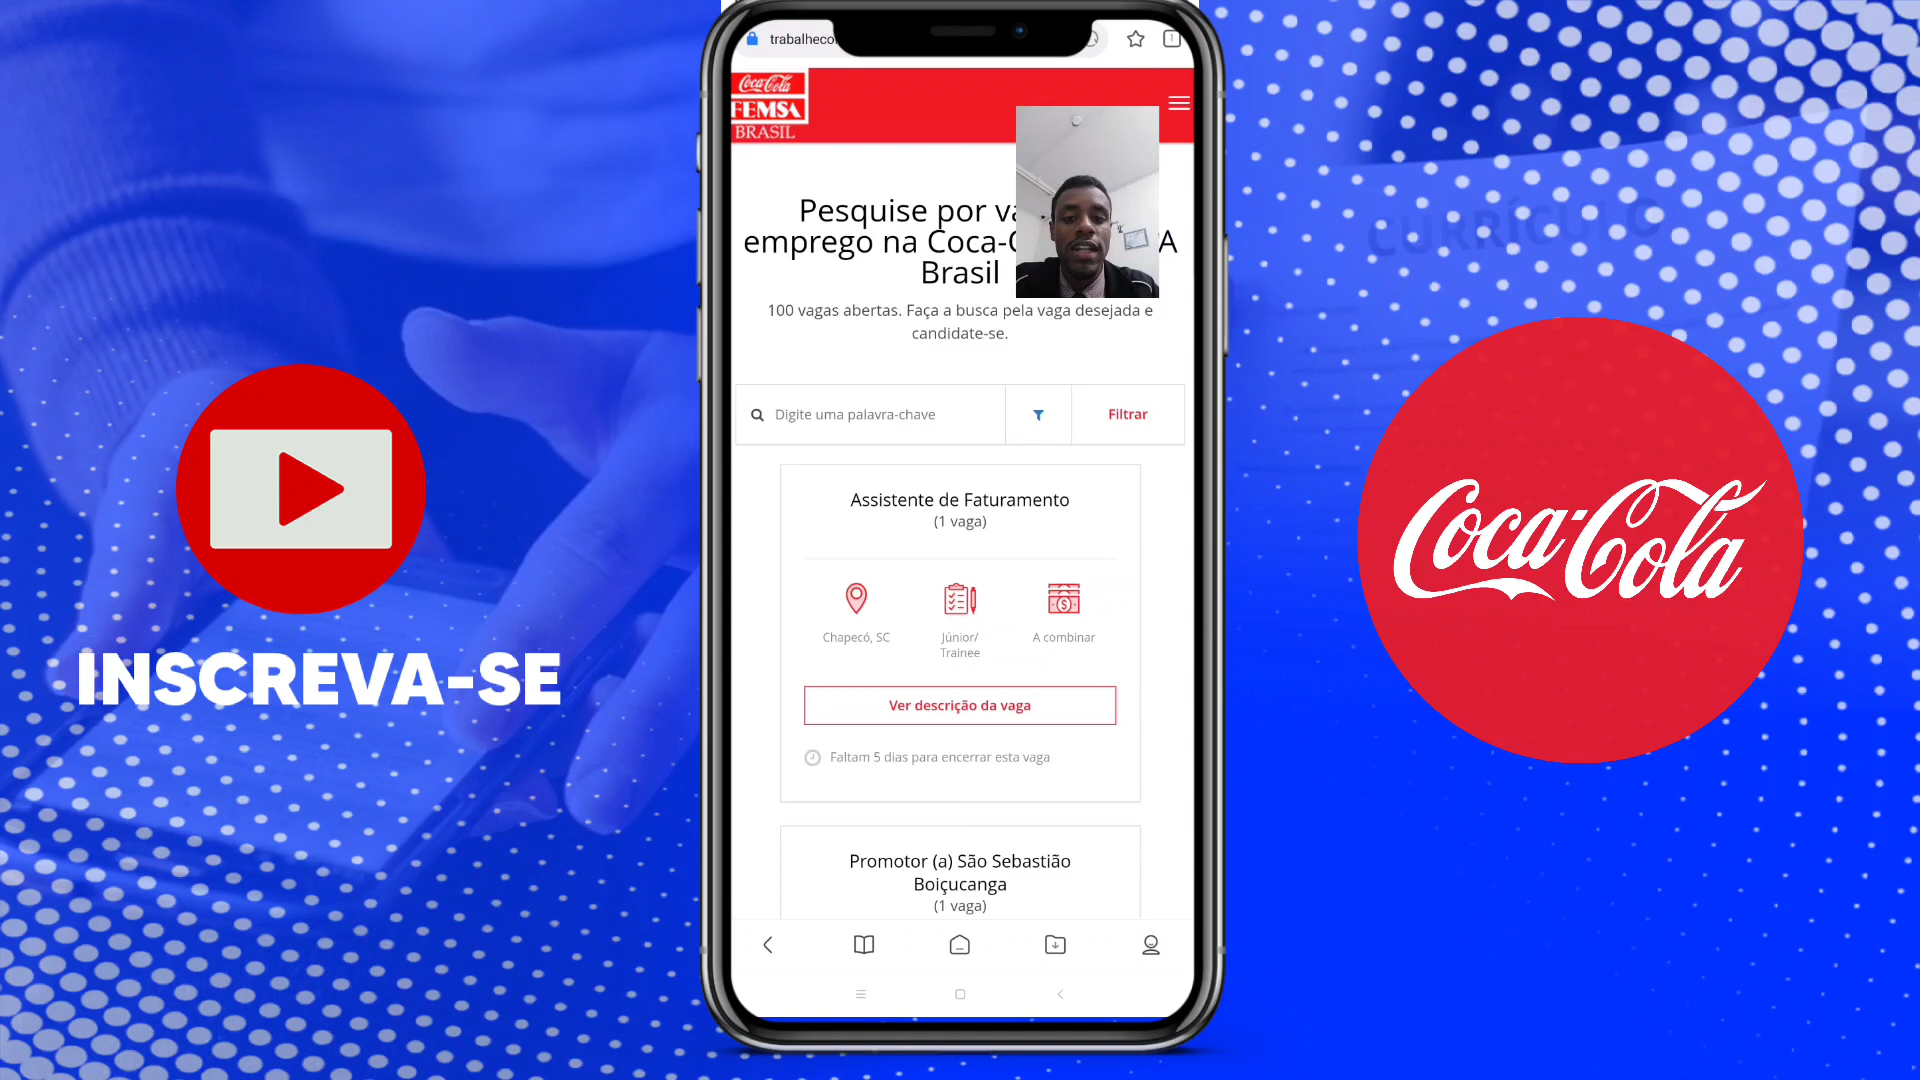 trabalheco
Coca-Cola
FEMSA
BRASIL
Pesquise por va
emprego na Coca-C A
Brasil
100 vagas abertas. Faça a busca pela vaga desejada e
candidate-se.
Digite uma palavra-chave
Filtrar
Assistente de Faturamento
(1 vaga)
Chapecó, SC
Júnior/
Trainee
A combinar
Ver descrição da vaga
Faltam 5 dias para encerrar esta vaga
Promotor (a) São Sebastião
Boiçucanga
(1 vaga)
INSCREVA-SE
CURRÍCULO
Coca-Cola